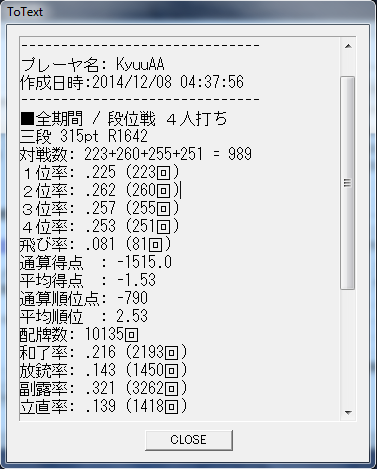 ToText
-----------------------------
プレーヤ名: KyuuAA
作成日時:2014/12/08 04:37:56
-----------------------------
■全期間 / 段位戦 ４人打ち
三段 315pt R1642
対戦数: 223+260+255+251 = 989
１位率: .225 (223回)
２位率: .262 (260回)
３位率: .257 (255回)
４位率: .253 (251回)
飛び率: .081 (81回)
通算得点　: -1515.0
平均得点　: -1.53
通算順位点: -790
平均順位　: 2.53
配牌数: 10135回
和了率: .216 (2193回)
放銃率: .143 (1450回)
副露率: .321 (3262回)
立直率: .139 (1418回)
CLOSE